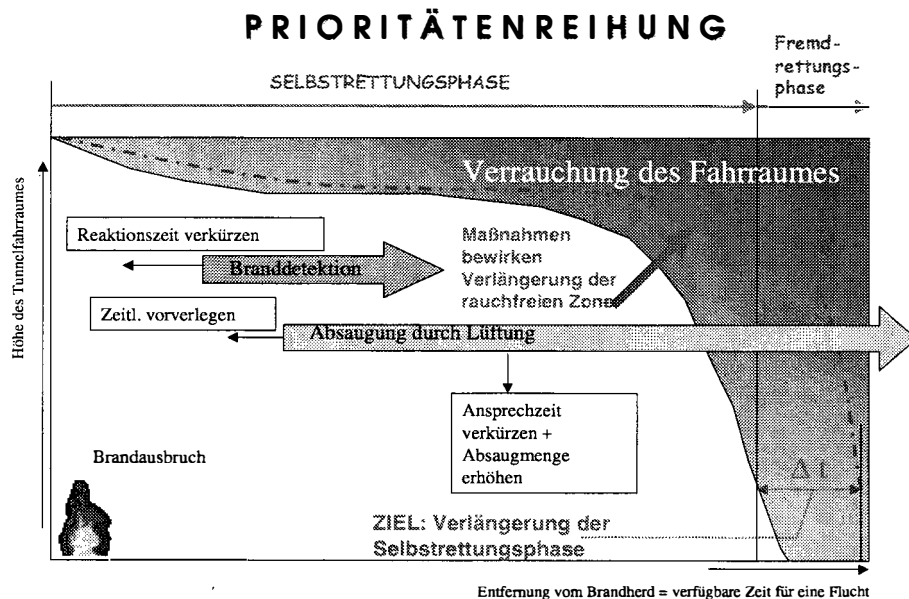 PRIORITÄTENREIHUNG
Fremd-
rettungs-
phase
SELBSTRETTUNGSPHASE
Verrauchung des Fahrraumes
Höhe des Tunnelfahrraumes
Reaktionszeit verkürzen
Maßnahmen
bewirken
Verlängerung der
rauchfreien Zone
Branddetektion
Zeitl. vorverlegen
Absaugung durch Lüftung
Ansprechzeit
verkürzen +
Absaugmenge
erhöhen
Brandausbruch
Δ t
ZIEL: Verlängerung der
Selbstrettungsphase
Entfernung vom Brandherd = verfügbare Zeit für eine Flucht